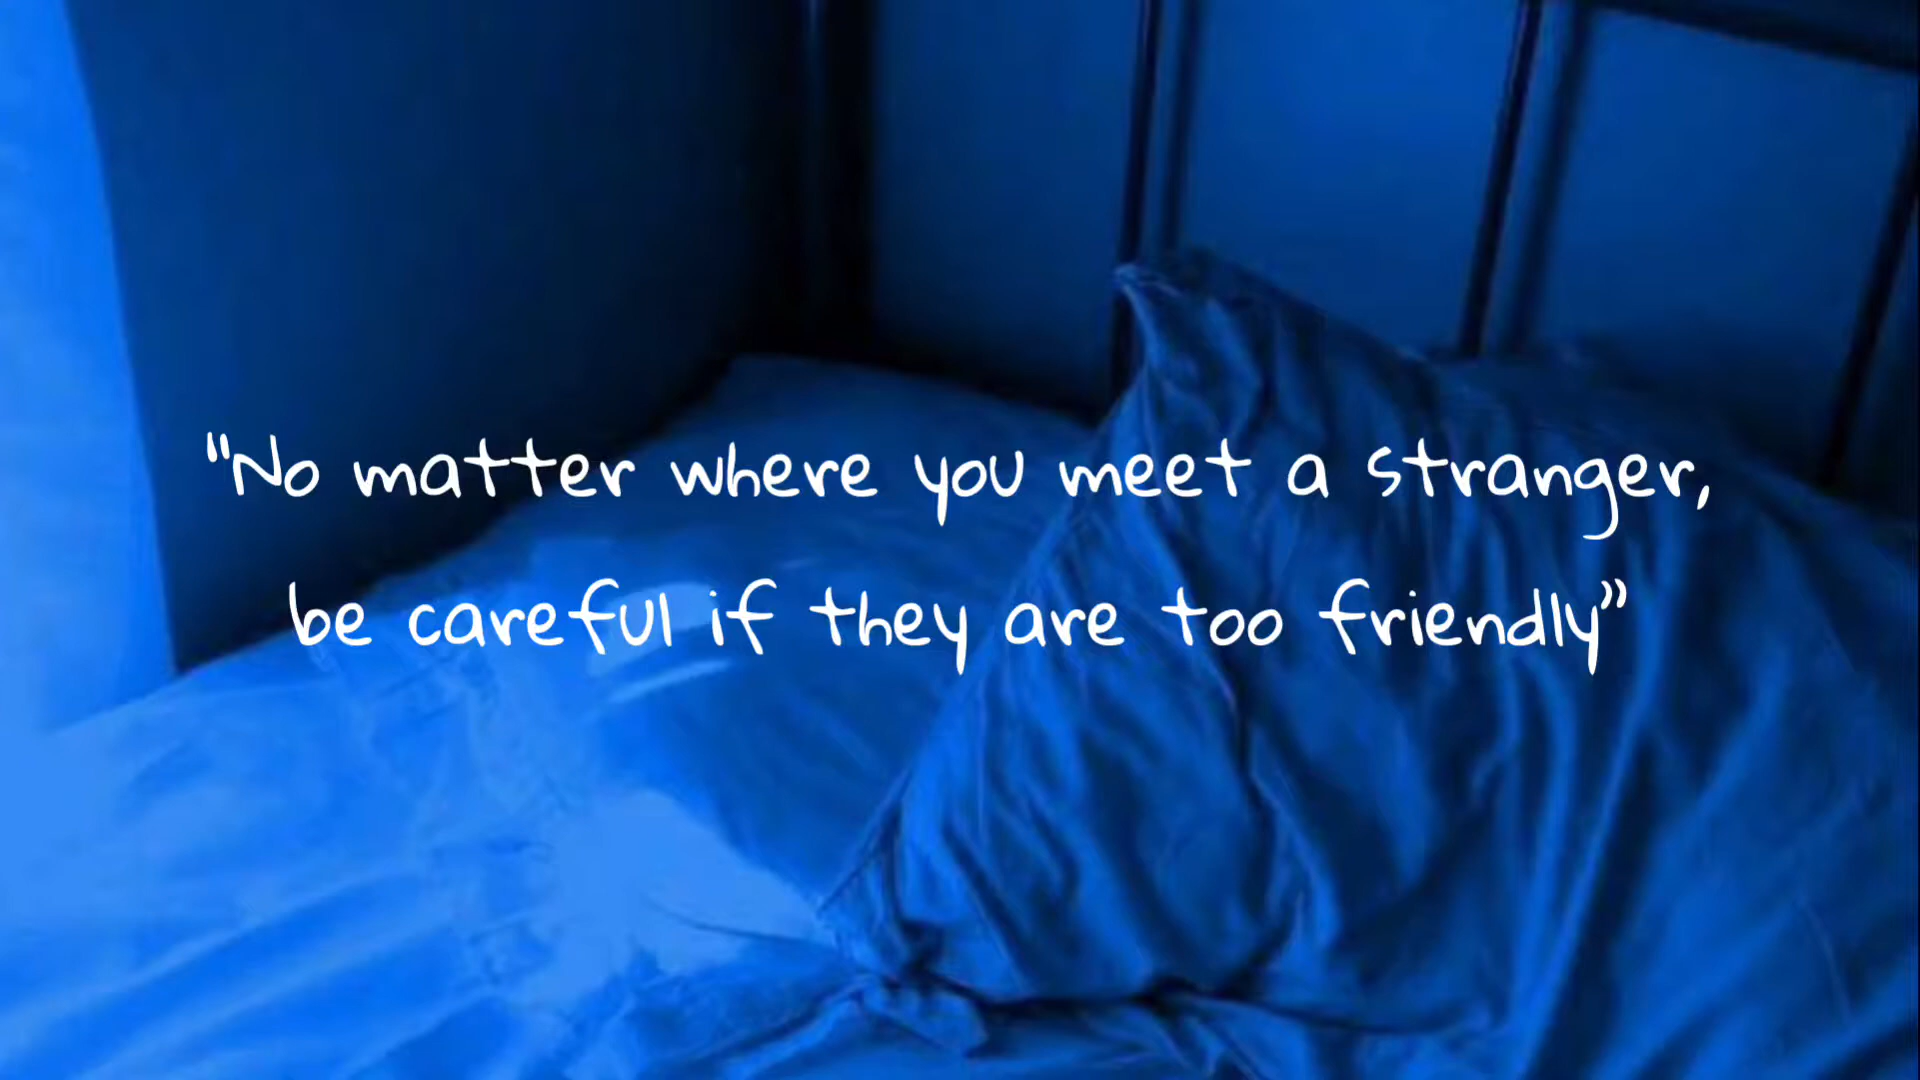 "No matter where you meet a stranger,
be careful if they are too friendly”